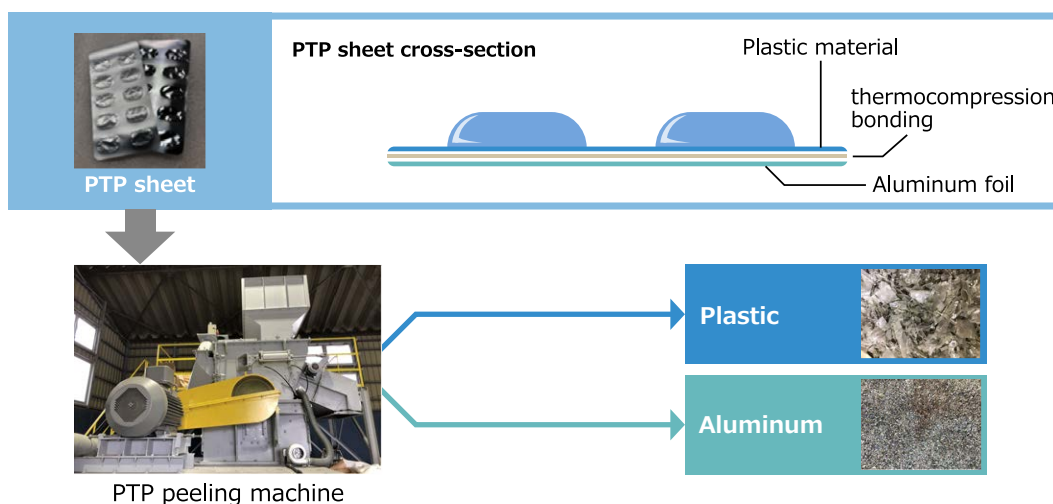 PTP sheet
PTP sheet cross-section
Plastic material
thermocompression
bonding
Aluminum foil
PTP peeling machine
Plastic
Aluminum